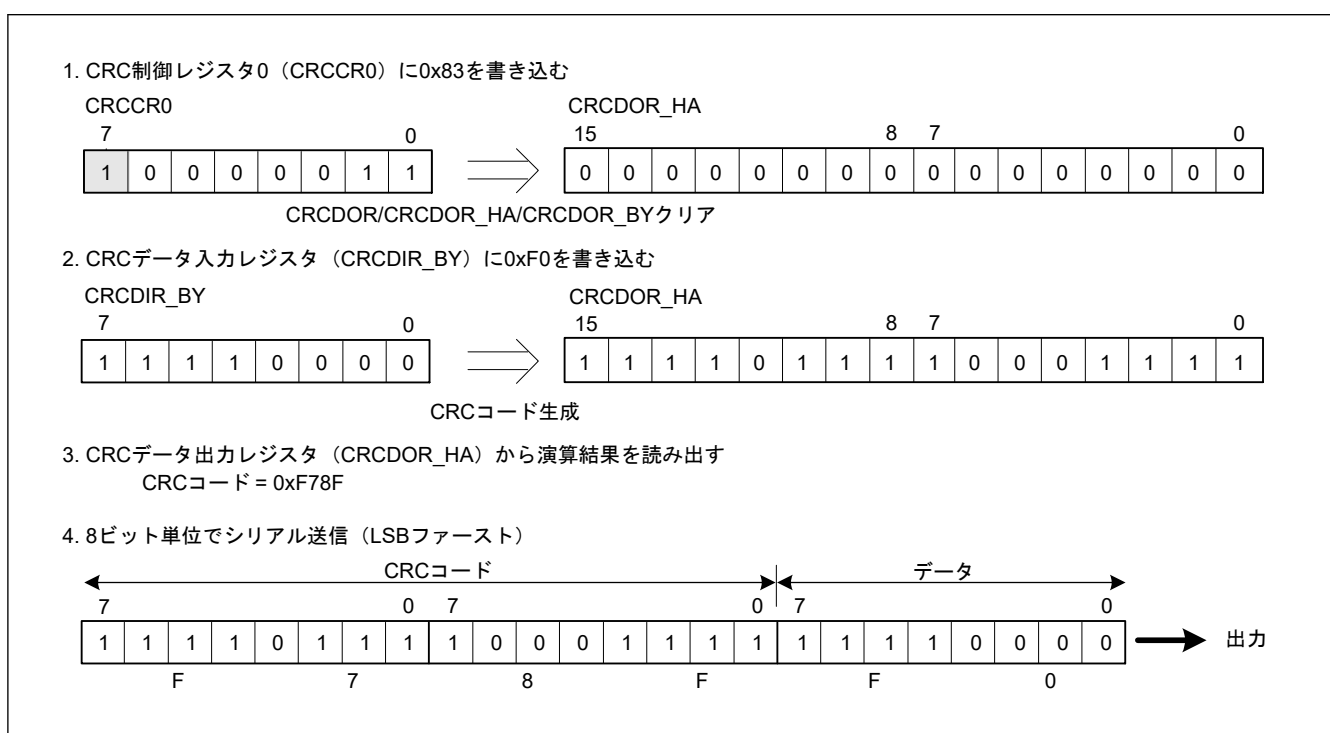 1. CRC制御レジスタ0（CRCCR0）に0x83を書き込む
CRCCR0 CRCDOR_HA
7 0 15 8 7 0
1 0 0 0 0 0 1 1 0 0 0 0 0 0 0 0 0 0 0 0 0 0 0 0
CRCDOR/CRCDOR_HA/CRCDOR_BYクリア
2. CRCデータ入力レジスタ（CRCDIR_BY）に0xF0を書き込む
CRCDIR_BY CRCDOR_HA
7 0 15 8 7 0
1 1 1 1 0 0 0 0 1 1 1 1 0 1 1 1 1 0 0 0 1 1 1 1
CRCコード生成
3. CRCデータ出力レジスタ（CRCDOR_HA）から演算結果を読み出す
CRCコード = 0xF78F
4. 8ビット単位でシリアル送信（LSBファースト）
CRCコード データ
7 0 7 0 7 0
1 1 1 1 0 1 1 1 1 0 0 0 1 1 1 1 1 1 1 1 0 0 0 0 出力
F 7 8 F F 0